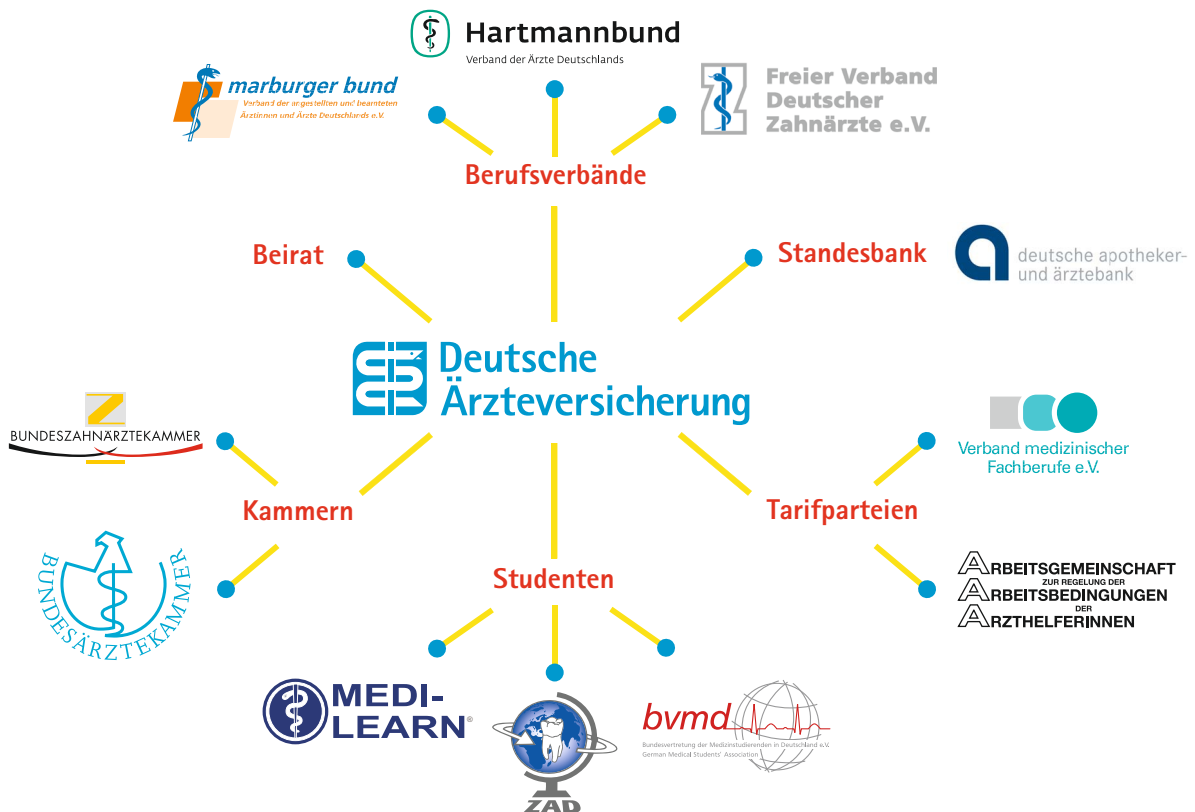 Hartmannbund
Verband der Ärzte Deutschlands
marburger bund
Verband der angestellten und beamteten
Ärztinnen und Ärzte Deutschlands e.V.
Freier Verband
Deutscher
Zahnärzte e.V.
Berufsverbände
Beirat
Standesbank
deutsche apotheker-
und ärztebank
Deutsche
Ärzteversicherung
BUNDESZAHNÄRZTEKAMMER
Verband medizinischer
Fachberufe e.V.
Kammern
Tarifparteien
BUNDESÄRZTEKAMMER
ARBEITSGEMEINSCHAFT
ZUR REGELUNG DER
ARBEITSBEDINGUNGEN
DER
ARZTHELFERINNEN
Studenten
MEDI-
LEARN®
bvmd
Bundesvertretung der Medizinstudierenden in Deutschland e.V.
German Medical Students' Association
ZAD